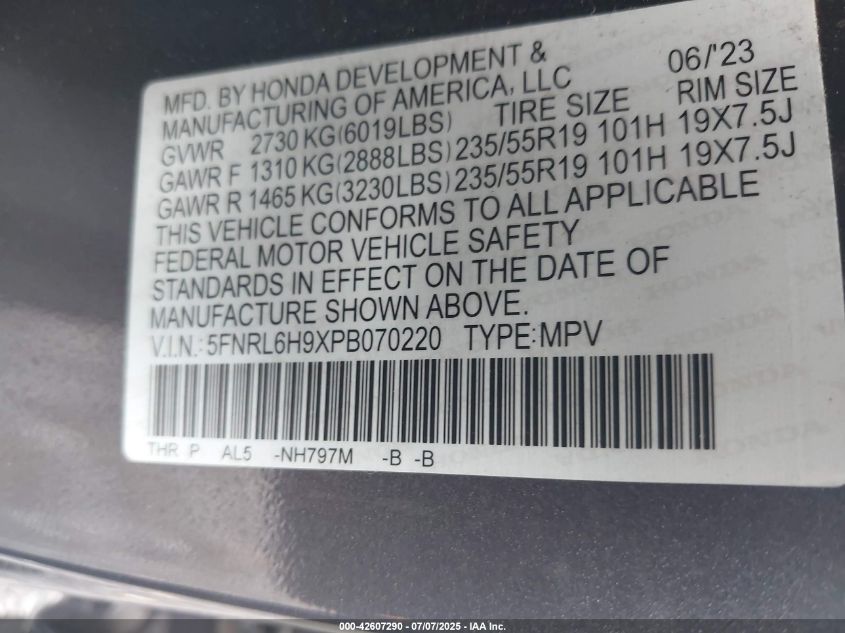 MFD. BY HONDA DEVELOPMENT & 06/'23
MANUFACTURING OF AMERICA, LLC
TIRE SIZE RIM SIZE
GVWR 2730 KG(6019LBS)
GAWR F 1310 KG(2888LBS) 235/55R19 101H 19X7.5J
GAWR R 1465 KG(3230LBS) 235/55R19 101H 19X7.5J
THIS VEHICLE CONFORMS TO ALL APPLICABLE
FEDERAL MOTOR VEHICLE SAFETY
STANDARDS IN EFFECT ON THE DATE OF
MANUFACTURE SHOWN ABOVE.
V.I.N.: 5FNRL6H9XPB070220 TYPE: MPV
THR P AL5 -NH797M -B -B
000-42607290 - 07/07/2025 - IAA Inc.